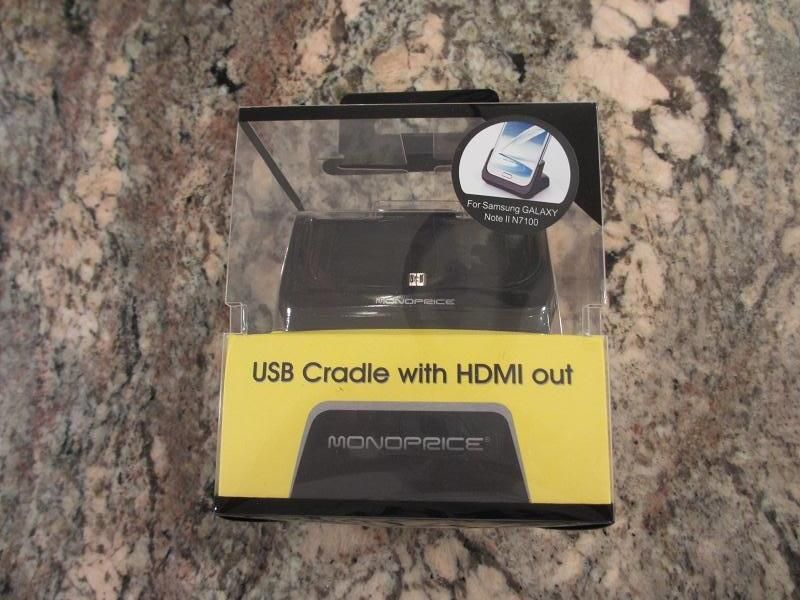 For Samsung GALAXY
Note II N7100
MONOPRICE
USB Cradle with HDMI out
MONOPRICE®